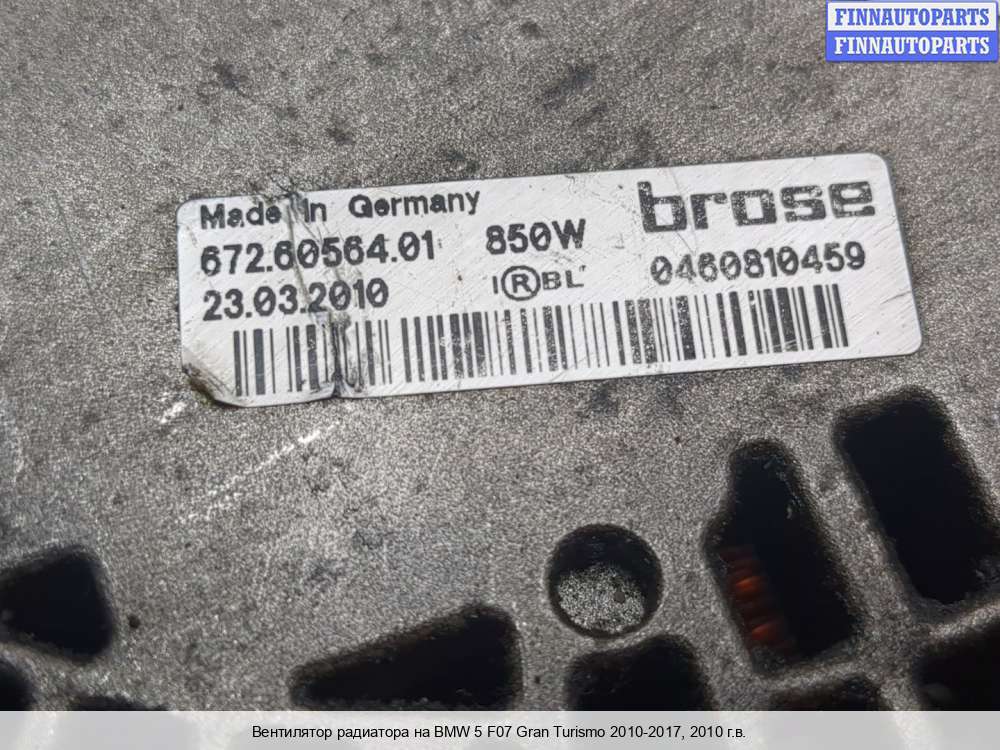 FINNAUTOPARTS
FINNAUTOPARTS
Made in Germany
brose
672.60564.01 850W
23.03.2010 I ®BL 0460810459
Вентилятор радиатора на BMW 5 F07 Gran Turismo 2010-2017, 2010 г.в.